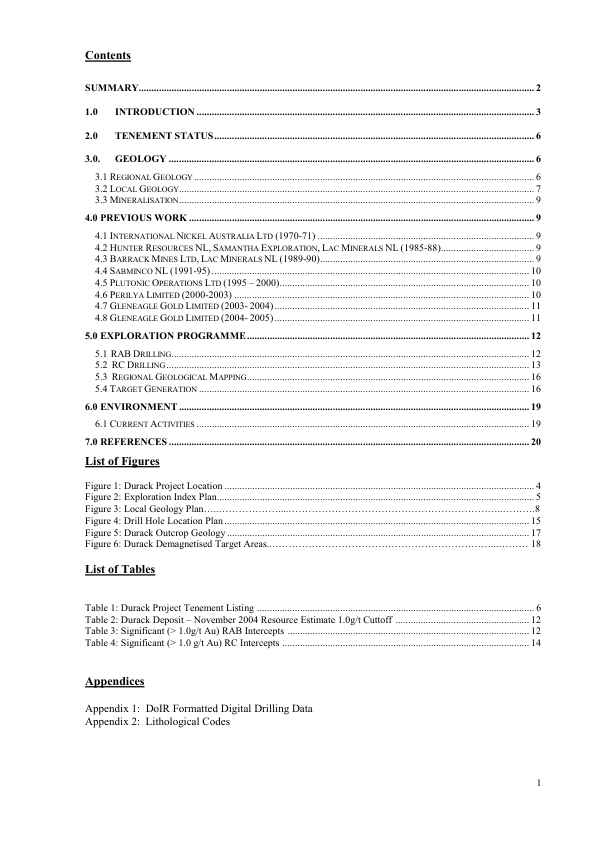 Contents
SUMMARY 2
1.0 INTRODUCTION 3
2.0 TENEMENT STATUS 6
3.0. GEOLOGY 6
3.1 REGIONAL GEOLOGY 6
3.2 LOCAL GEOLOGY 7
3.3 MINERALISATION 9
4.0 PREVIOUS WORK 9
4.1 INTERNATIONAL NICKEL AUSTRALIA LTD (1970-71) 9
4.2 HUNTER RESOURCES NL, SAMANTHA EXPLORATION, LAC MINERALS NL (1985-88) 9
4.3 BARRACK MINES LTD, LAC MINERALS NL (1989-90) 9
4.4 SABMINCO NL (1991-95) 10
4.5 PLUTONIC OPERATIONS LTD (1995 – 2000) 10
4.6 PERILYA LIMITED (2000-2003) 10
4.7 GLENEAGLE GOLD LIMITED (2003- 2004) 11
4.8 GLENEAGLE GOLD LIMITED (2004- 2005) 11
5.0 EXPLORATION PROGRAMME 12
5.1 RAB DRILLING 12
5.2 RC DRILLING 13
5.3 REGIONAL GEOLOGICAL MAPPING 16
5.4 TARGET GENERATION 16
6.0 ENVIRONMENT 19
6.1 CURRENT ACTIVITIES 19
7.0 REFERENCES 20
List of Figures
Figure 1: Durack Project Location 4
Figure 2: Exploration Index Plan 5
Figure 3: Local Geology Plan 8
Figure 4: Drill Hole Location Plan 15
Figure 5: Durack Outcrop Geology 17
Figure 6: Durack Demagnetised Target Areas 18
List of Tables
Table 1: Durack Project Tenement Listing 6
Table 2: Durack Deposit – November 2004 Resource Estimate 1.0g/t Cuttoff 12
Table 3: Significant (> 1.0g/t Au) RAB Intercepts 12
Table 4: Significant (> 1.0 g/t Au) RC Intercepts 14
Appendices
Appendix 1: DoIR Formatted Digital Drilling Data
Appendix 2: Lithological Codes
1